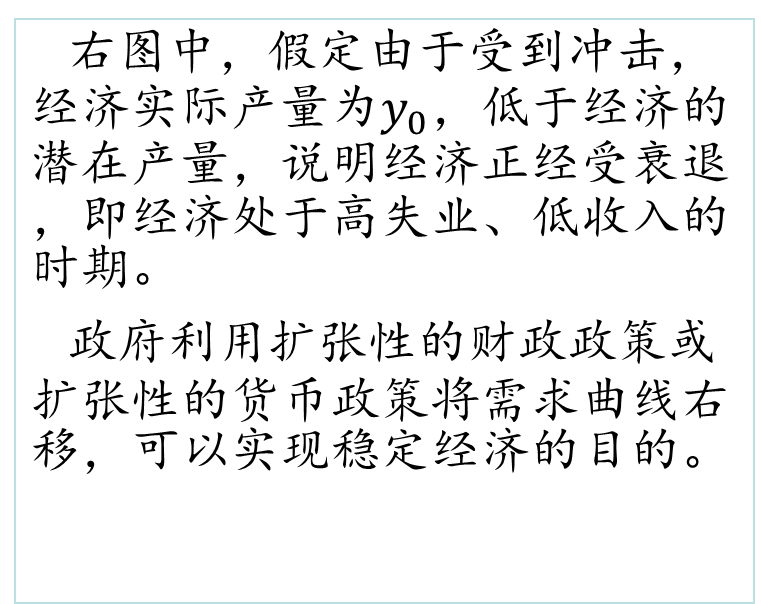 右图中，假定由于受到冲击，
经济实际产量为y₀，低于经济的
潜在产量，说明经济正经受衰退
，即经济处于高失业、低收入的
时期。
政府利用扩张性的财政政策或
扩张性的货币政策将需求曲线右
移，可以实现稳定经济的目的。